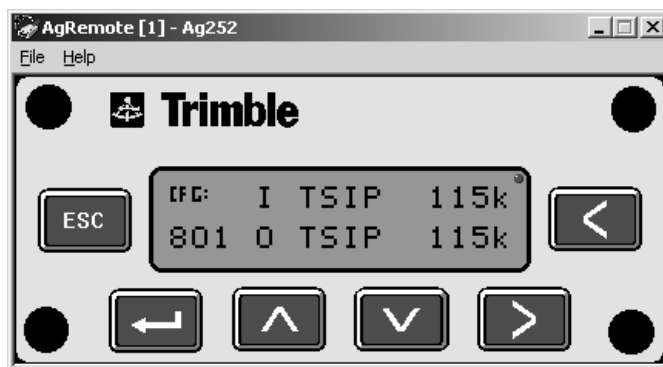 AgRemote [1] - Ag252
File Help
Trimble
CFG: I TSIP 115k
801 O TSIP 115k
ESC